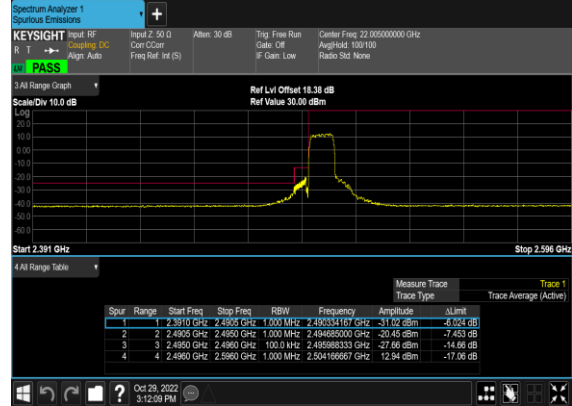 Spectrum Analyzer 1
Spurious Emissions
+
KEYSIGHT Input: RF Input Z: 50 Ω Atten: 30 dB Trig: Free Run Center Freq: 22.005000000 GHz
R T Coupling: DC Corr CCorr Gate: Off Avg|Hold: 100/100
Align: Auto Freq Ref: Int (S) IF Gain: Low Radio Std: None
PASS
3 All Range Graph
Ref Lvl Offset 18.38 dB
Scale/Div 10.0 dB Ref Value 30.00 dBm
Log
20.0
10.0
0.00
-10.0
-20.0
-30.0
-40.0
-50.0
-60.0
Start 2.391 GHz Stop 2.596 GHz
4 All Range Table
Measure Trace Trace 1
Trace Type Trace Average (Active)
Spur Range Start Freq Stop Freq RBW Frequency Amplitude ΔLimit
1 1 2.3910 GHz 2.4905 GHz 1.000 MHz 2.490334167 GHz -31.02 dBm -6.024 dB
2 2 2.4905 GHz 2.4950 GHz 1.000 MHz 2.494685000 GHz -20.45 dBm -7.453 dB
3 3 2.4950 GHz 2.4960 GHz 100.0 kHz 2.495988333 GHz -27.66 dBm -14.66 dB
4 4 2.4960 GHz 2.5960 GHz 1.000 MHz 2.504166667 GHz 12.94 dBm -17.06 dB
? Oct 29, 2022
3:12:09 PM